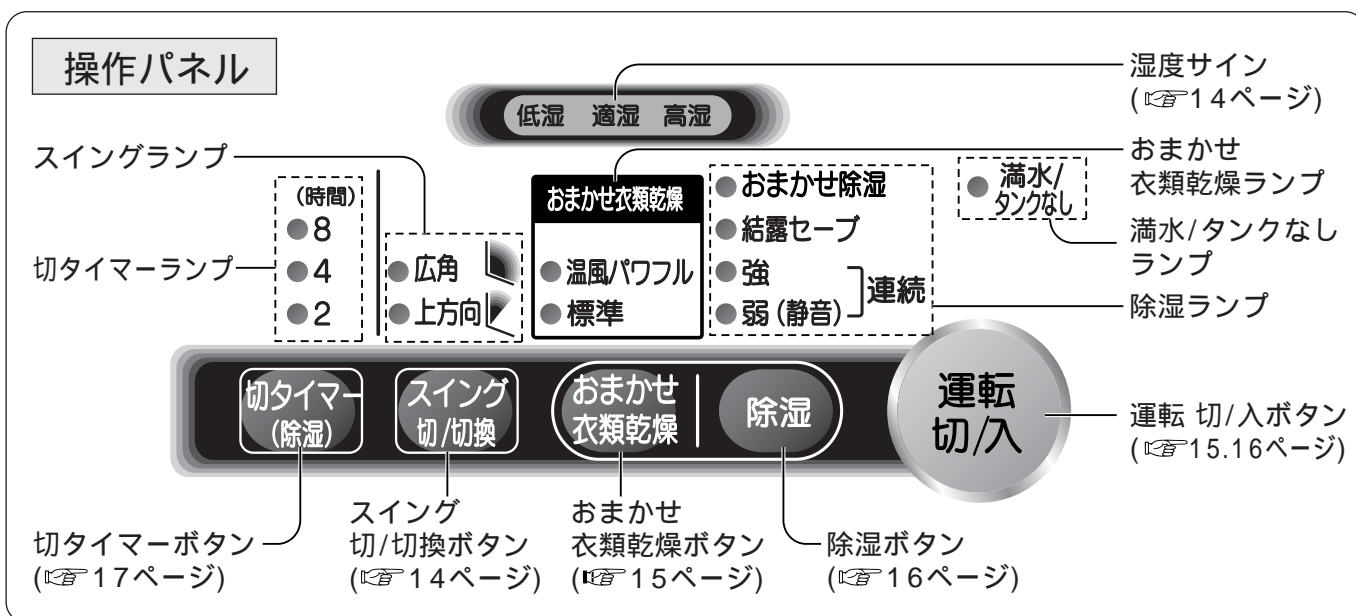 操作パネル
低湿 適湿 高湿
湿度サイン
(☞14ページ)
スイングランプ
おまかせ
衣類乾燥ランプ
切タイマーランプ
(時間)
8
4
2
広角
上方向
おまかせ衣類乾燥
温風パワフル
標準
おまかせ除湿
結露セーブ
強
弱(静音)
連続
満水/
タンクなし
満水/タンクなし
ランプ
除湿ランプ
切タイマー
(除湿)
スイング
切/切換
おまかせ
衣類乾燥
除湿
運転
切/入
運転 切/入ボタン
(☞15.16ページ)
切タイマーボタン
(☞17ページ)
スイング
切/切換ボタン
(☞14ページ)
おまかせ
衣類乾燥ボタン
(☞15ページ)
除湿ボタン
(☞16ページ)